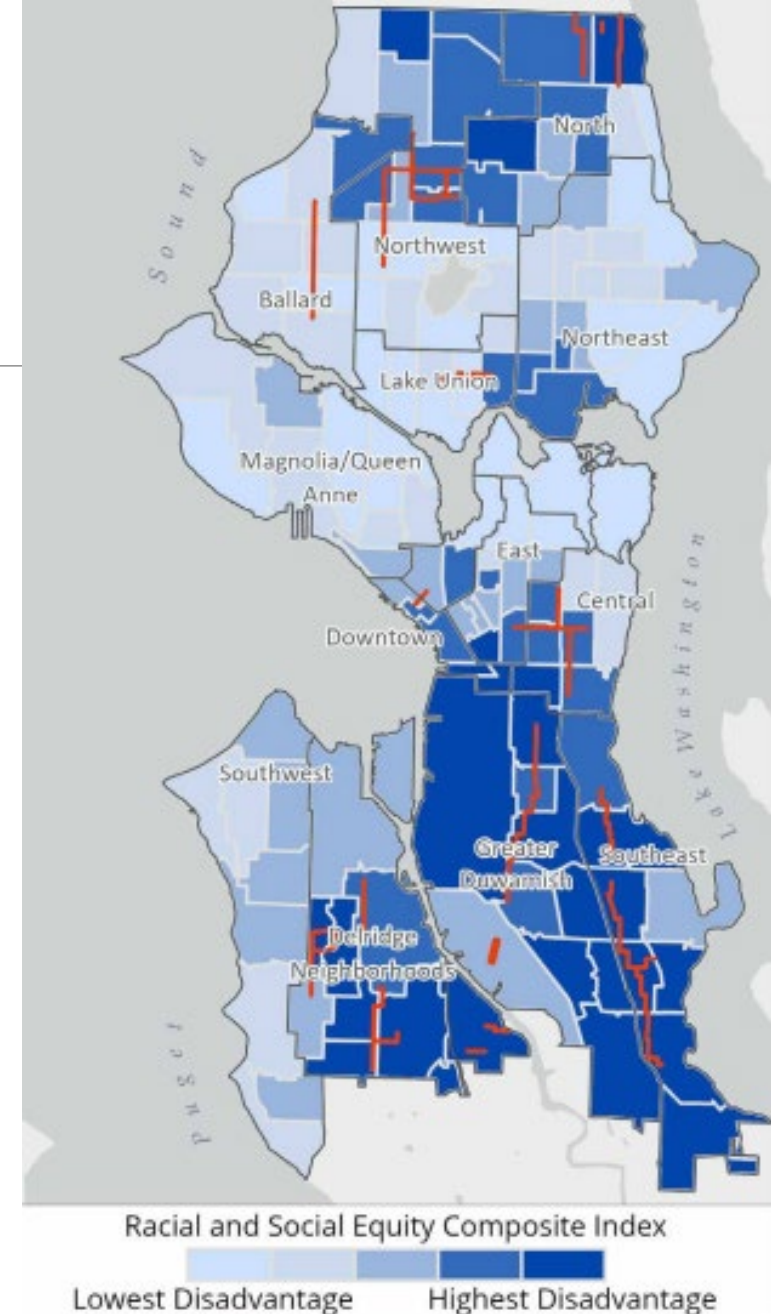 North
Sound
Northwest
Ballard
Northeast
Lake Union
Magnolia/Queen
Anne
East
Central
Downtown
Lake Washington
Southwest
Greater
Duwamish
Southeast
Delridge
Neighborhoods
Puget
Racial and Social Equity Composite Index
Lowest Disadvantage Highest Disadvantage